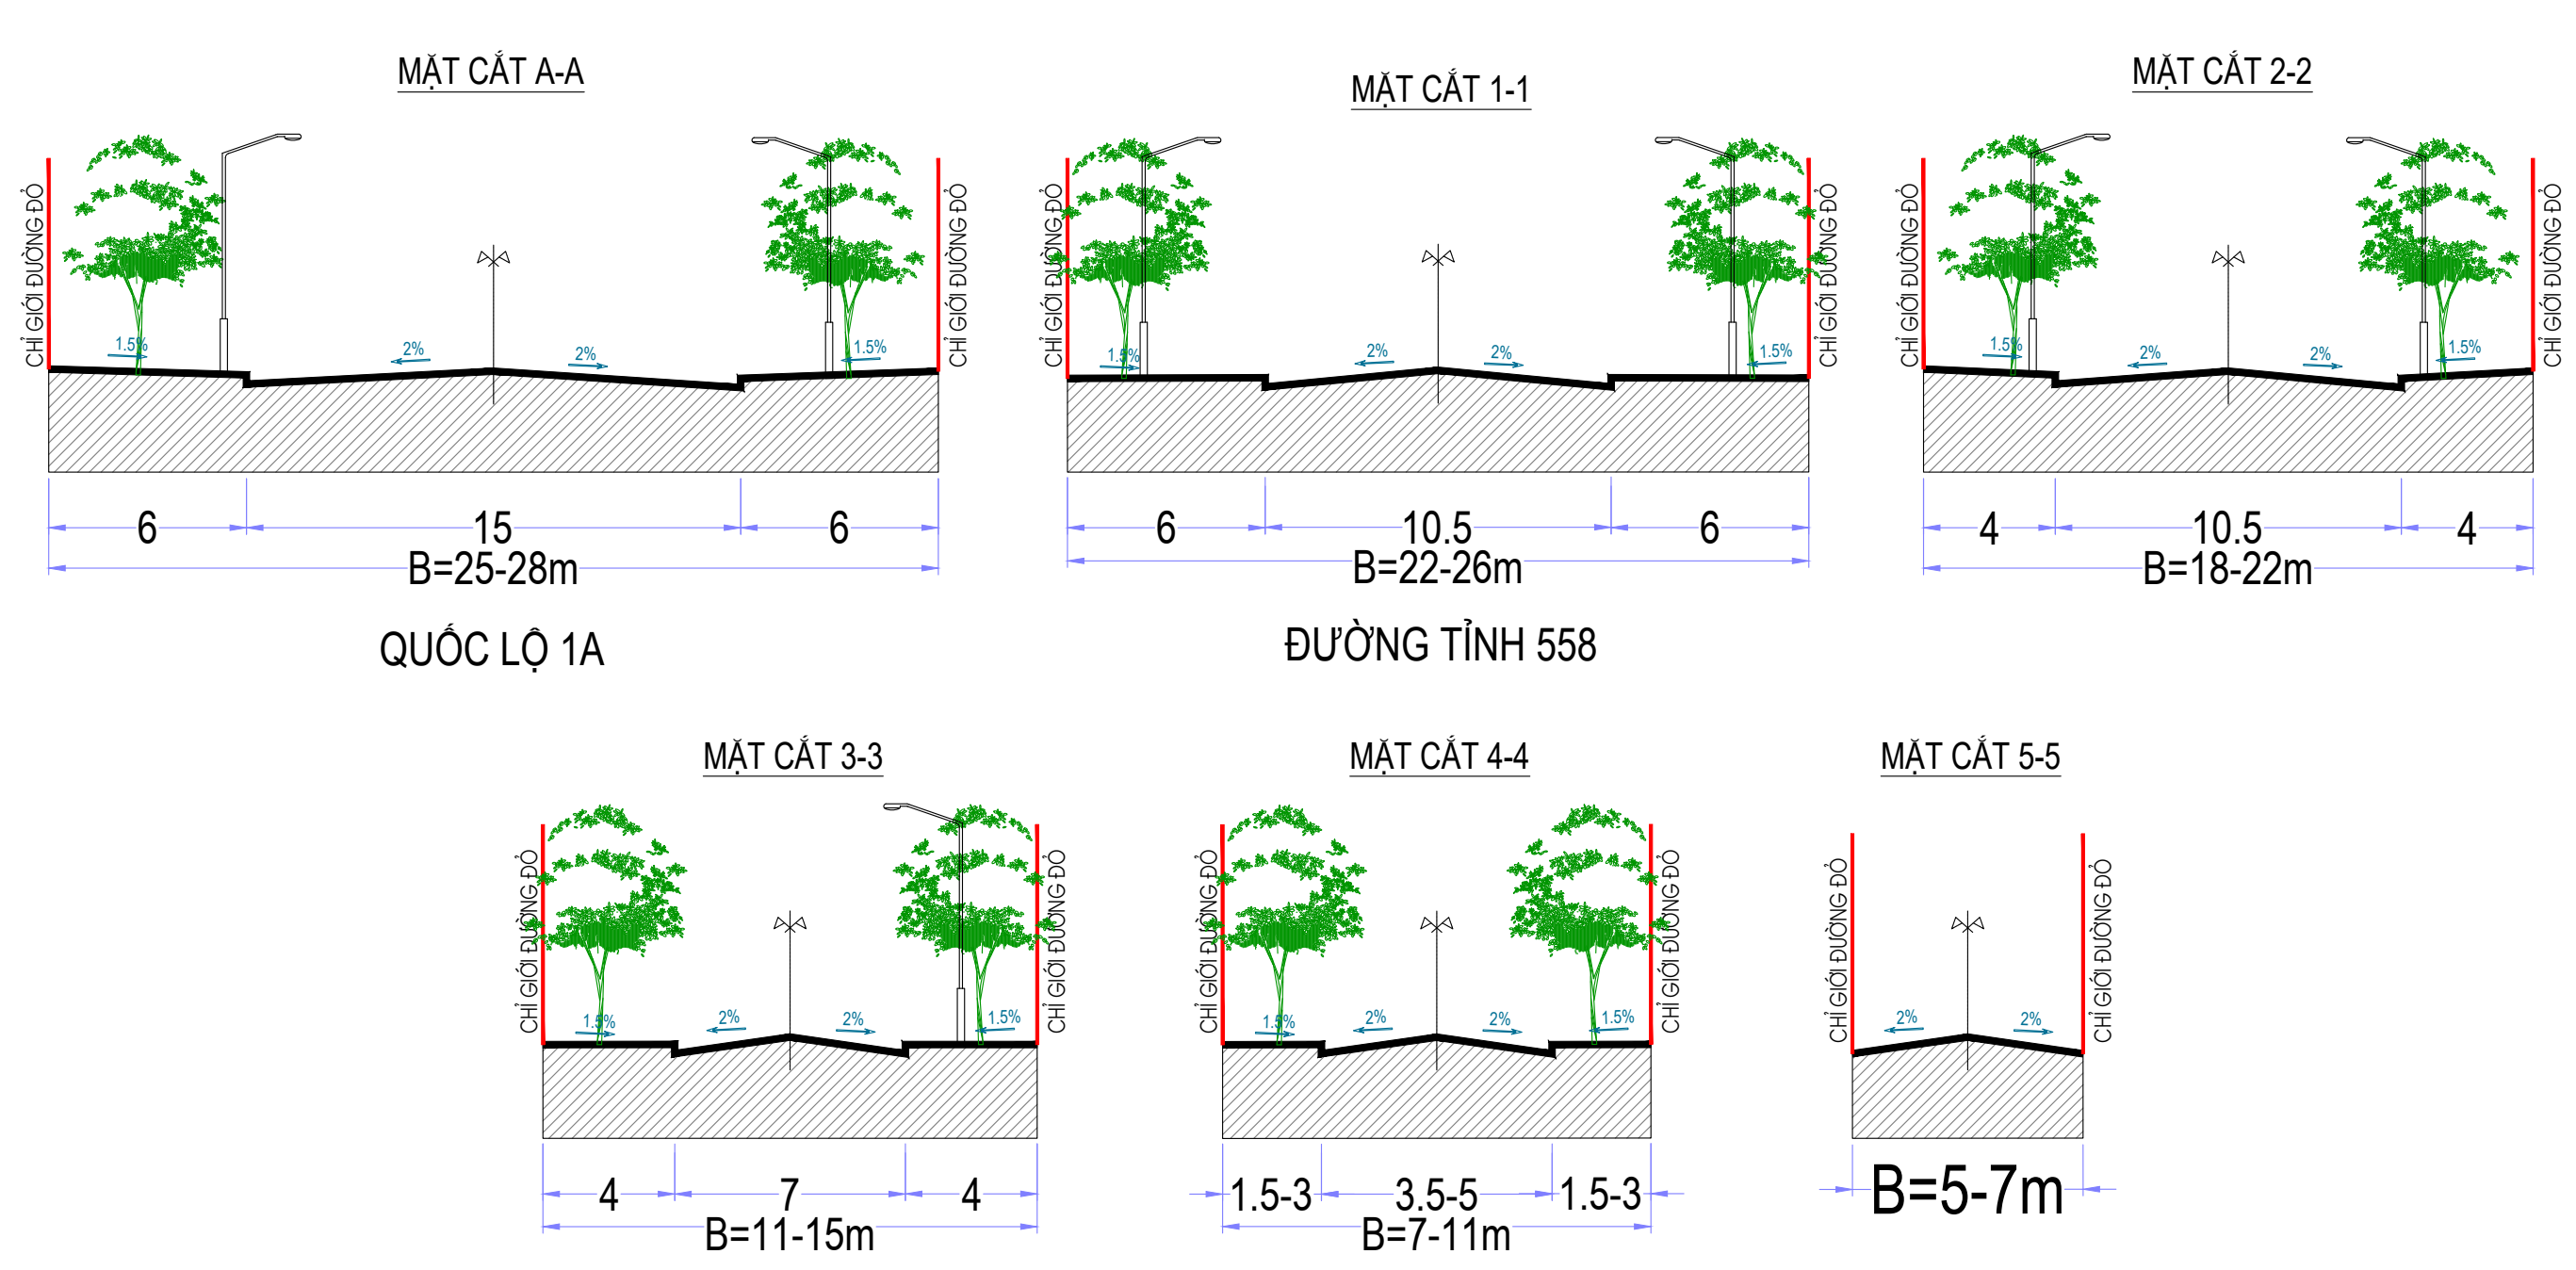 MẶT CẮT A-A
CHỈ GIỚI ĐƯỜNG ĐỎ
1.5%
2%
2%
1.5%
CHỈ GIỚI ĐƯỜNG ĐỎ
6
15
6
B=25-28m
QUỐC LỘ 1A
MẶT CẮT 1-1
CHỈ GIỚI ĐƯỜNG ĐỎ
1.5%
2%
2%
1.5%
CHỈ GIỚI ĐƯỜNG ĐỎ
6
10.5
6
B=22-26m
ĐƯỜNG TỈNH 558
MẶT CẮT 2-2
CHỈ GIỚI ĐƯỜNG ĐỎ
1.5%
2%
2%
1.5%
CHỈ GIỚI ĐƯỜNG ĐỎ
4
10.5
4
B=18-22m
MẶT CẮT 3-3
CHỈ GIỚI ĐƯỜNG ĐỎ
1.5%
2%
2%
1.5%
CHỈ GIỚI ĐƯỜNG ĐỎ
4
7
4
B=11-15m
MẶT CẮT 4-4
CHỈ GIỚI ĐƯỜNG ĐỎ
1.5%
2%
2%
1.5%
CHỈ GIỚI ĐƯỜNG ĐỎ
1.5-3
3.5-5
1.5-3
B=7-11m
MẶT CẮT 5-5
CHỈ GIỚI ĐƯỜNG ĐỎ
2%
2%
CHỈ GIỚI ĐƯỜNG ĐỎ
B=5-7m